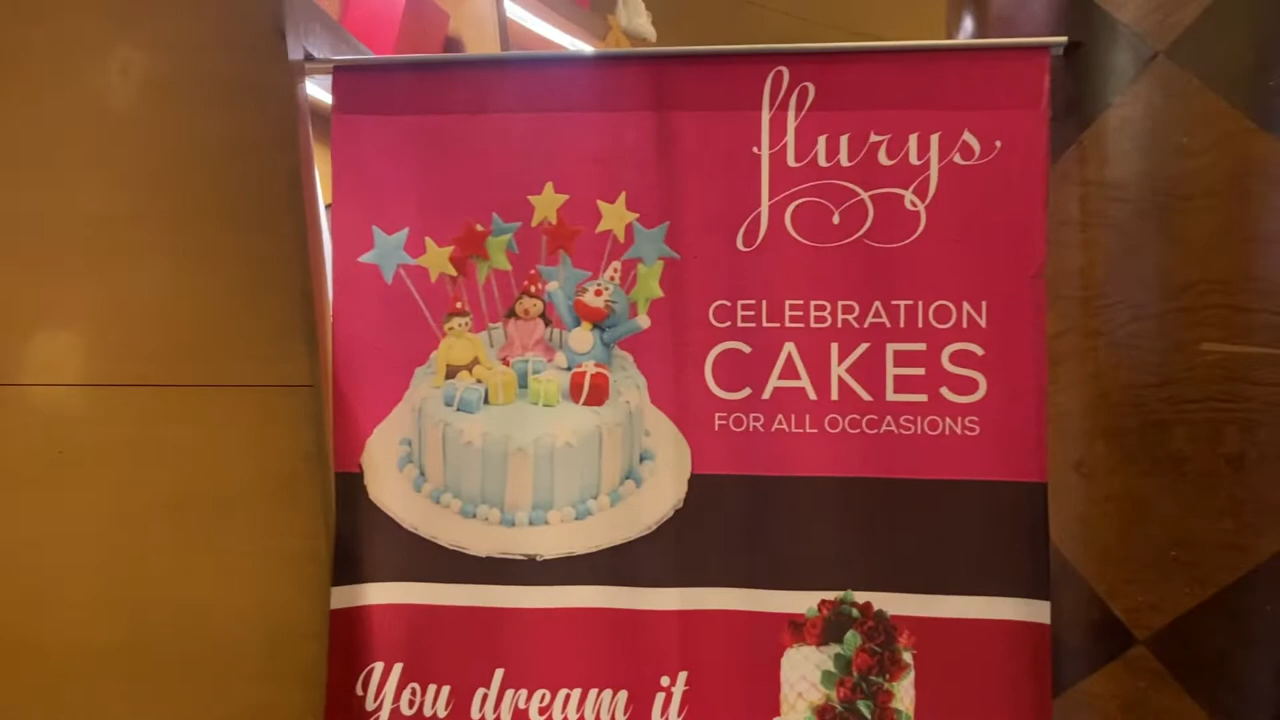 flurys
CELEBRATION
CAKES
FOR ALL OCCASIONS
You dream it